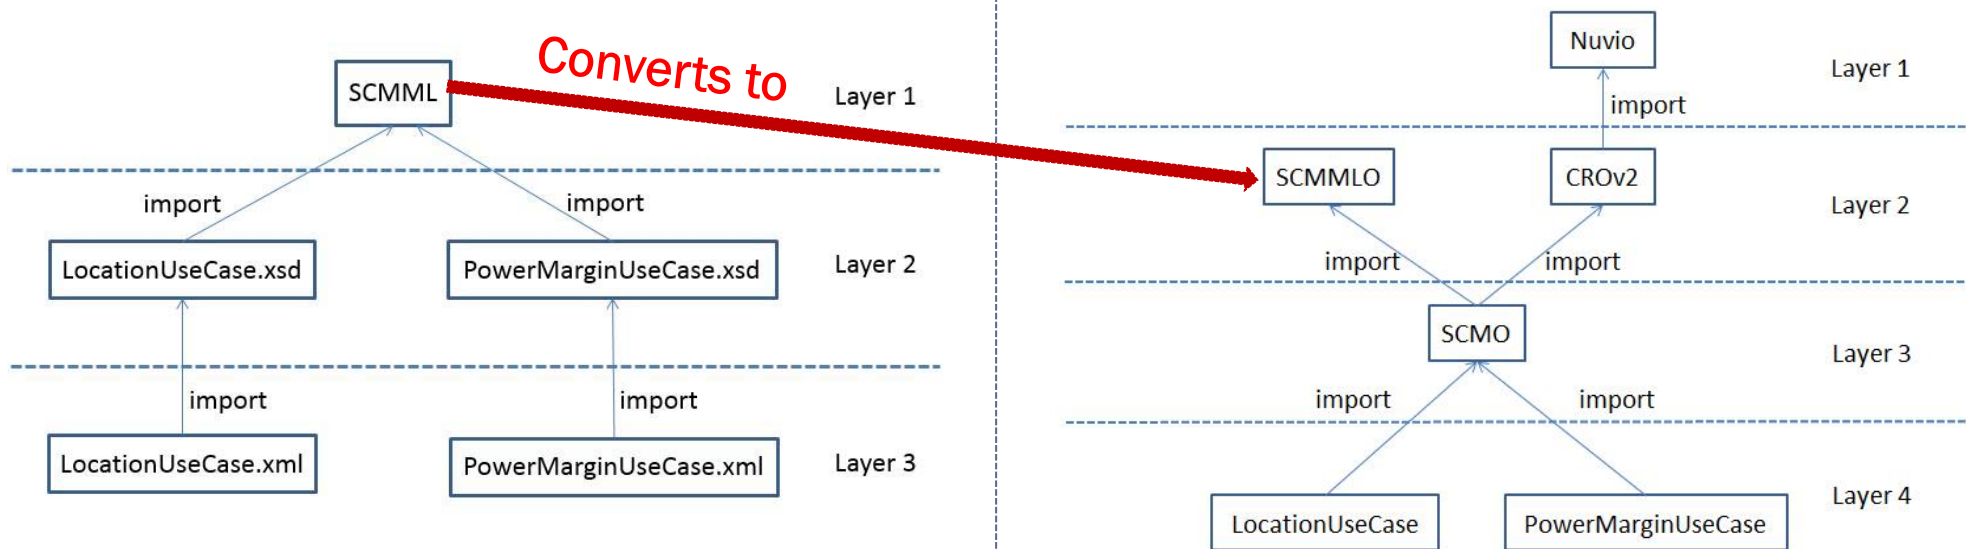 SCMML
Converts to
Layer 1
import
import
LocationUseCase.xsd
PowerMarginUseCase.xsd
Layer 2
import
import
LocationUseCase.xml
PowerMarginUseCase.xml
Layer 3
Nuvio
Layer 1
import
SCMMLO
CROv2
Layer 2
import
import
SCMO
Layer 3
import
import
Layer 4
LocationUseCase
PowerMarginUseCase